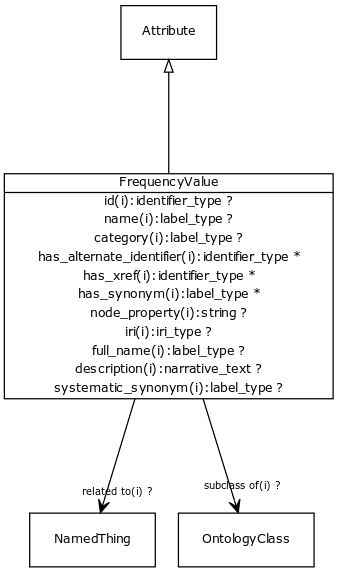 Attribute
FrequencyValue
id(i):identifier_type ?
name(i):label_type ?
category(i):label_type ?
has_alternate_identifier(i):identifier_type *
has_xref(i):identifier_type *
has_synonym(i):label_type *
node_property(i):string ?
iri(i):iri_type ?
full_name(i):label_type ?
description(i):narrative_text ?
systematic_synonym(i):label_type ?
related to(i) ?
subclass of(i) ?
NamedThing
OntologyClass